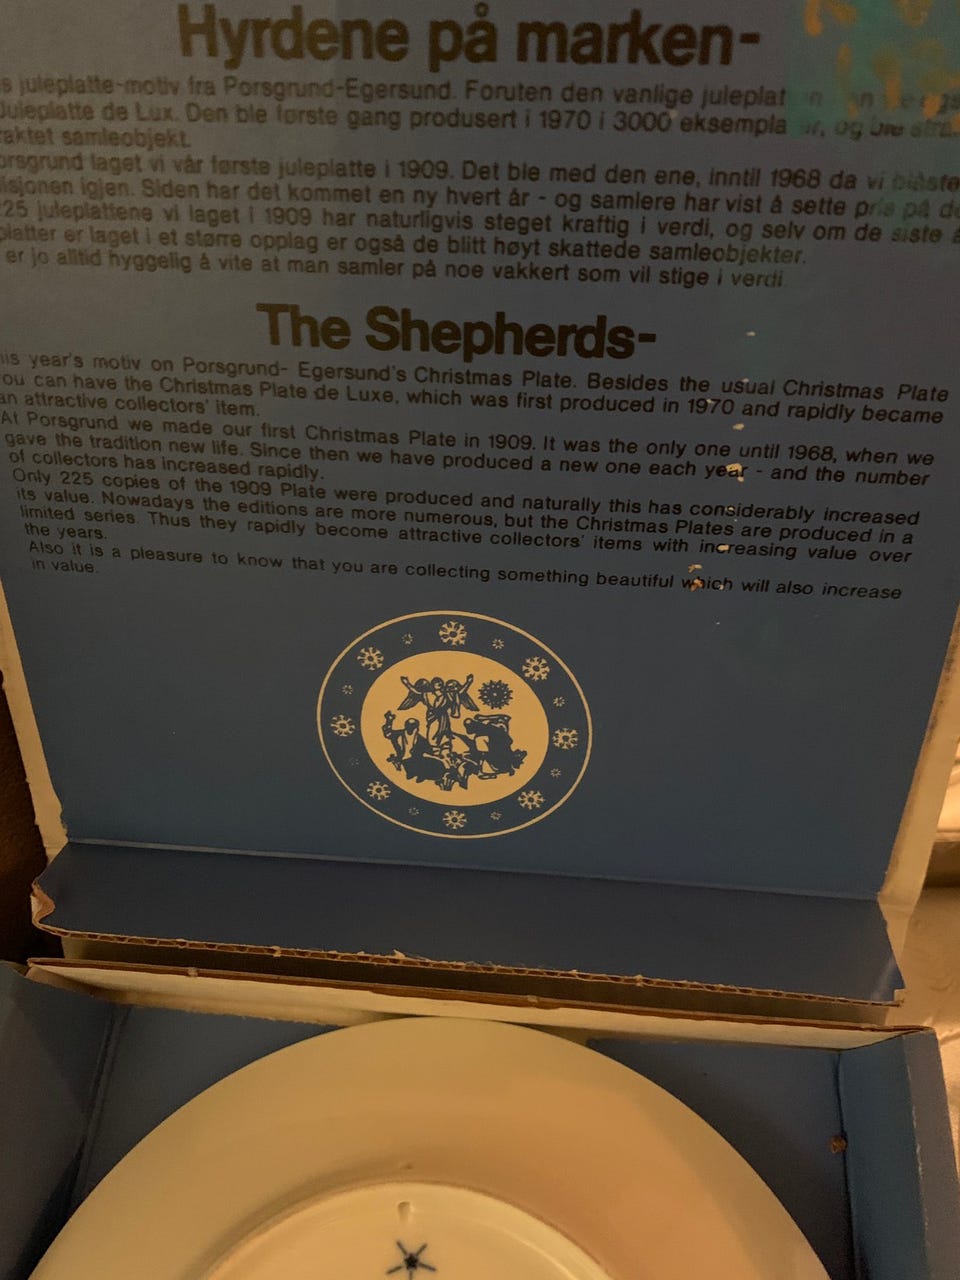 Hyrdene på marken-
s juleplatte-motiv fra Porsgrund-Egersund. Foruten den vanlige juleplat
Juleplatte de Lux. Den ble første gang produsert i 1970 i 3000 eksempla og ble
raktet samleobjekt.
orsgrund laget vi vår første juleplatte i 1909. Det ble med den ene, inntil 1968 da vi blåste
isjonen igjen. Siden har det kommet en ny hvert år - og samlere har vist å sette pris på de
225 juleplattene vi laget i 1909 har naturligvis steget kraftig i verdi, og selv om de siste å
platter er laget i et større opplag er også de blitt høyt skattede samleobjekter.
er jo alltid hyggelig å vite at man samler på noe vakkert som vil stige i verdi
The Shepherds-
his year's motiv on Porsgrund- Egersund's Christmas Plate. Besides the usual Christmas Plate
ou can have the Christmas Plate de Luxe, which was first produced in 1970 and rapidly became
an attractive collectors' item.
At Porsgrund we made our first Christmas Plate in 1909. It was the only one until 1968, when we
gave the tradition new life. Since then we have produced a new one each year - and the number
of collectors has increased rapidly.
Only 225 copies of the 1909 Plate were produced and naturally this has considerably increased
its value. Nowadays the editions are more numerous, but the Christmas Plates are produced in a
limited series. Thus they rapidly become attractive collectors' items with increasing value over
the years.
Also it is a pleasure to know that you are collecting something beautiful which will also increase
in value.